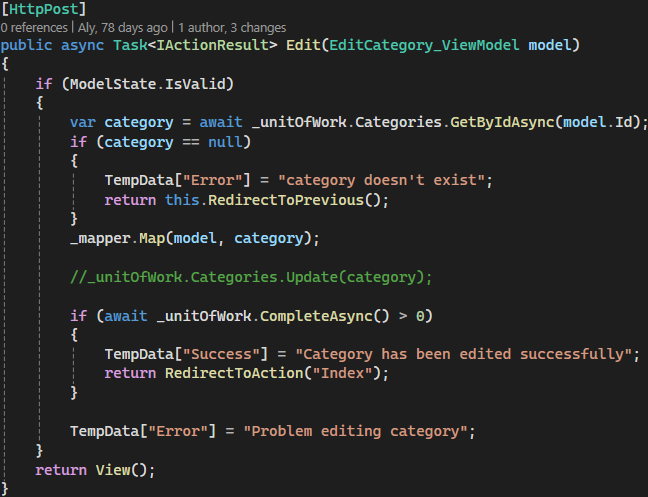 [HttpPost]
0 references | Aly, 78 days ago | 1 author, 3 changes
public async Task<IActionResult> Edit(EditCategory_ViewModel model)
{
if (ModelState.IsValid)
{
var category = await _unitOfWork.Categories.GetByIdAsync(model.Id);
if (category == null)
{
TempData["Error"] = "category doesn't exist";
return this.RedirectToPrevious();
}
_mapper.Map(model, category);
//_unitOfWork.Categories.Update(category);
if (await _unitOfWork.CompleteAsync() > 0)
{
TempData["Success"] = "Category has been edited successfully";
return RedirectToAction("Index");
}
TempData["Error"] = "Problem editing category";
}
return View();
}